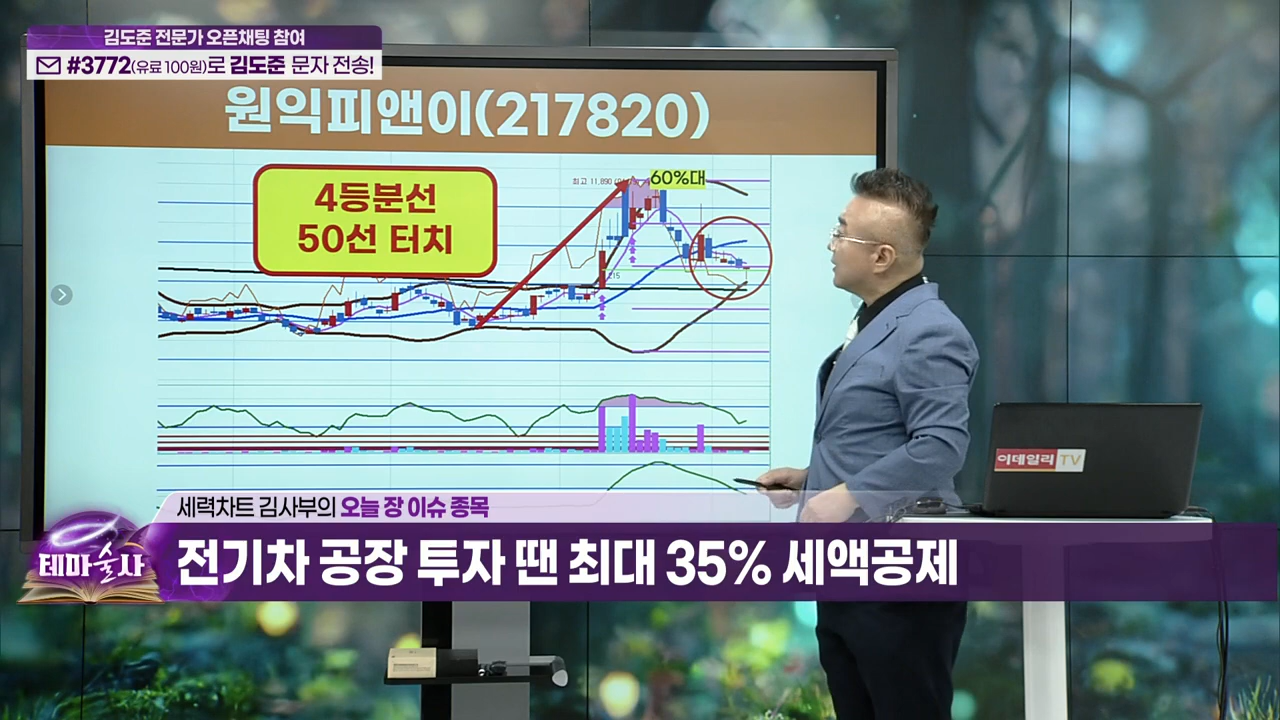 김도준 전문가 오픈채팅 참여
#3772(유료 100원)로 김도준 문자 전송!
원익피앤이(217820)
4등분선
50선 터치
60%대
이데일리TV
세력차트 김사부의 오늘 장 이슈 종목
테마술사
전기차 공장 투자 땐 최대 35% 세액공제